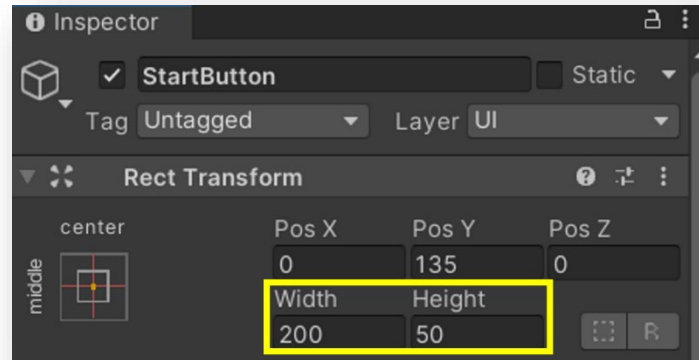 Inspector
StartButton Static
Tag Untagged Layer UI
Rect Transform
center Pos X Pos Y Pos Z
middle
0 135 0
Width Height
200 50 R